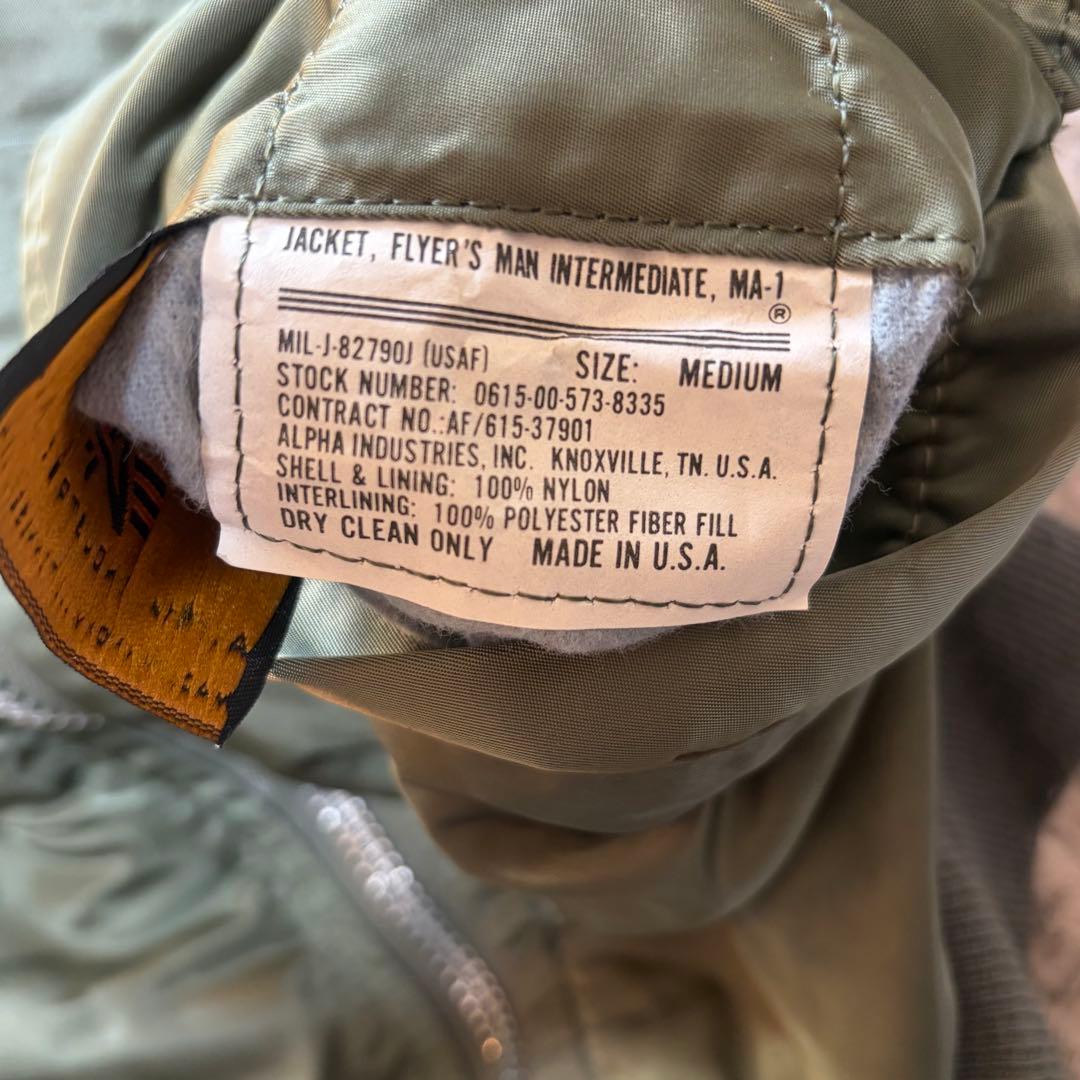 JACKET, FLYER'S MAN INTERMEDIATE, MA-1
®
MIL-J-82790J (USAF) SIZE: MEDIUM
STOCK NUMBER: 0615-00-573-8335
CONTRACT NO.:AF/615-37901
ALPHA INDUSTRIES, INC. KNOXVILLE, TN. U.S.A.
SHELL & LINING: 100% NYLON
INTERLINING: 100% POLYESTER FIBER FILL
DRY CLEAN ONLY MADE IN U.S.A.